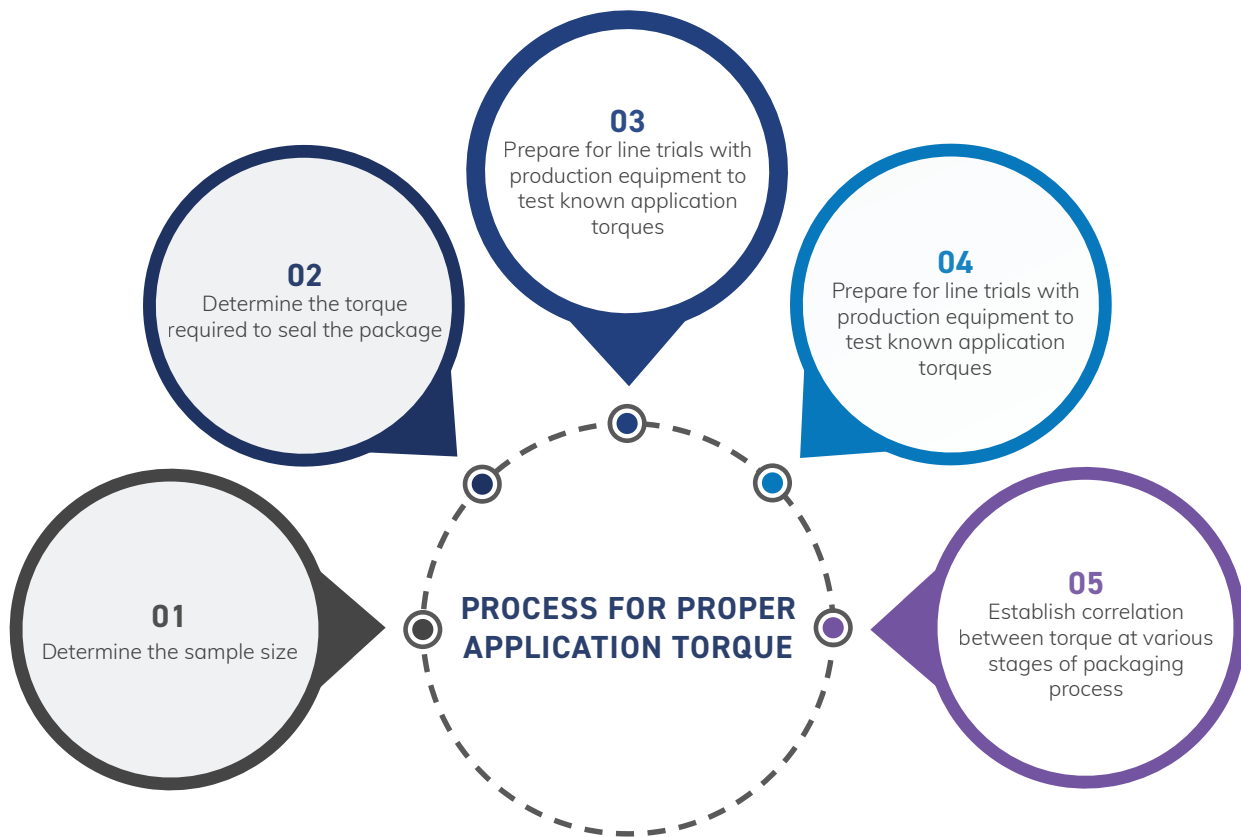 01
Determine the sample size
02
Determine the torque
required to seal the package
03
Prepare for line trials with
production equipment to
test known application
torques
04
Prepare for line trials with
production equipment to
test known application
torques
05
Establish correlation
between torque at various
stages of packaging
process
PROCESS FOR PROPER
APPLICATION TORQUE